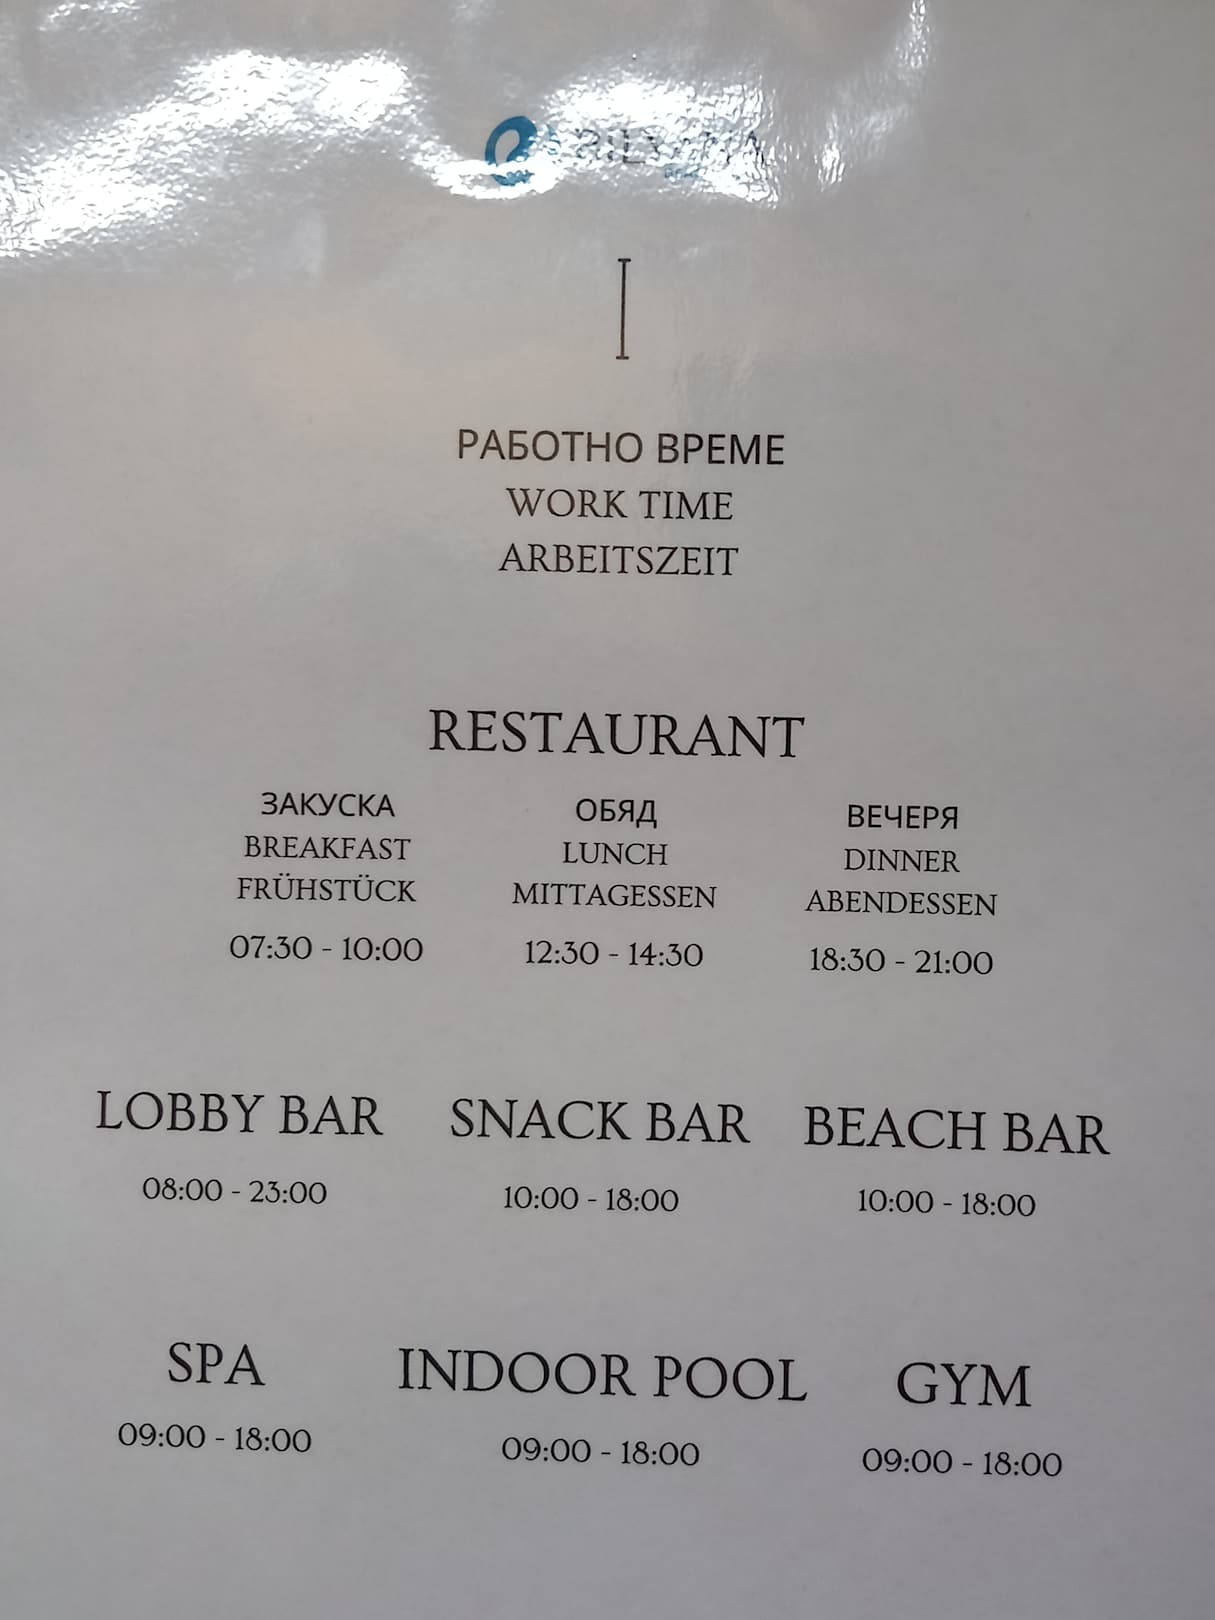 РАБОТНО ВРЕМЕ
WORK TIME
ARBEITSZEIT
RESTAURANT
ЗАКУСКА
BREAKFAST
FRÜHSTÜCK
07:30 - 10:00
ОБЯД
LUNCH
MITTAGESSEN
12:30 - 14:30
ВЕЧЕРЯ
DINNER
ABENDESSEN
18:30 - 21:00
LOBBY BAR
08:00 - 23:00
SNACK BAR
10:00 - 18:00
BEACH BAR
10:00 - 18:00
SPA
09:00 - 18:00
INDOOR POOL
09:00 - 18:00
GYM
09:00 - 18:00